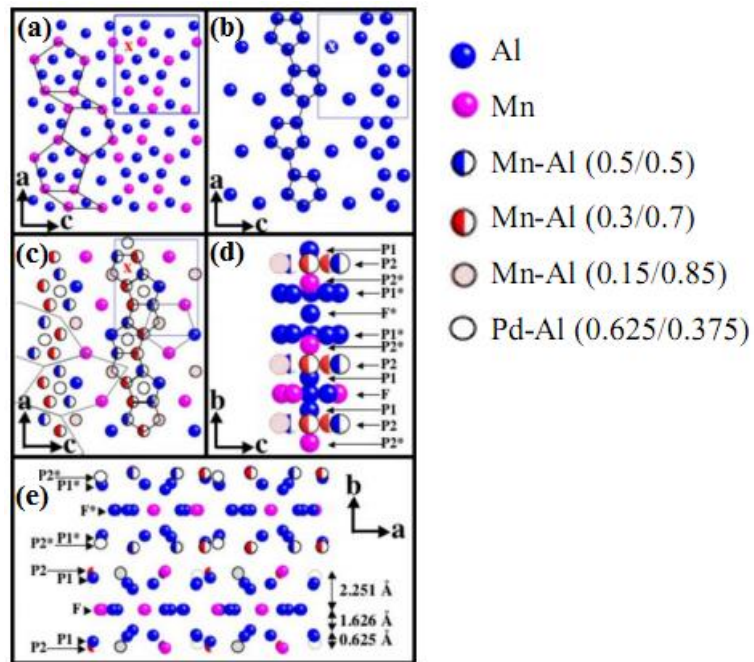 (a)
x
a
c
(b)
x
a
c
Al
Mn
Mn-Al (0.5/0.5)
Mn-Al (0.3/0.7)
Mn-Al (0.15/0.85)
Pd-Al (0.625/0.375)
(c)
x
a
c
(d)
P1
P2
P2*
P1*
F*
P1*
P2*
P2
P1
F
P1
P2
P2*
b
c
(e)
P2*
P1*
F*
P1*
P2*
P2
P1
F
P1
P2
b
a
2.251 Å
1.626 Å
0.625 Å